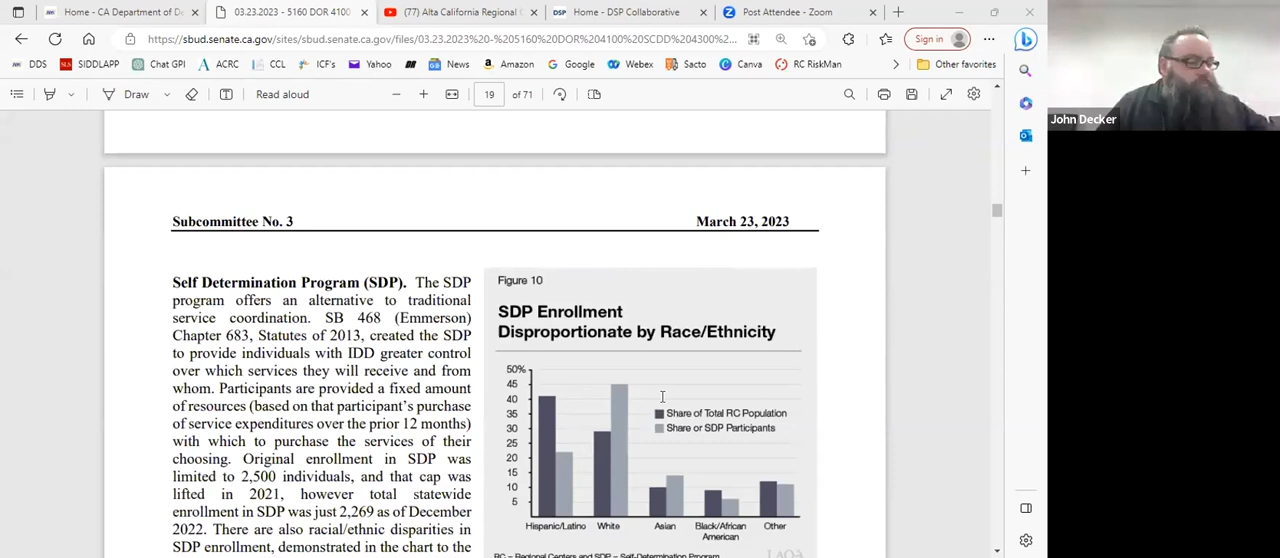 Home - CA Department of De
03.23.2023 - 5160 DOR 4100
(77) Alta California Regional C
DSP Home - DSP Collaborative
Post Attendee - Zoom
https://sbud.senate.ca.gov/sites/sbud.senate.ca.gov/files/03.23.2023%20-%205160%20DOR%204100%20SCDD%204300%2...
Sign in
DDS SIDDLAPP Chat GPI ACRC CCL ICF's Yahoo News Amazon Google Webex Sacto Canva RC RiskMan Other favorites
Draw Read aloud 19 of 71
John Decker
Subcommittee No. 3 March 23, 2023
Self Determination Program (SDP). The SDP
program offers an alternative to traditional
service coordination. SB 468 (Emmerson)
Chapter 683, Statutes of 2013, created the SDP
to provide individuals with IDD greater control
over which services they will receive and from
whom. Participants are provided a fixed amount
of resources (based on that participant's purchase
of service expenditures over the prior 12 months)
with which to purchase the services of their
choosing. Original enrollment in SDP was
limited to 2,500 individuals, and that cap was
lifted in 2021, however total statewide
enrollment in SDP was just 2,269 as of December
2022. There are also racial/ethnic disparities in
SDP enrollment, demonstrated in the chart to the
Figure 10
SDP Enrollment
Disproportionate by Race/Ethnicity
50%
45
40
35
30
25
20
15
10
5
Share of Total RC Population
Share or SDP Participants
Hispanic/Latino White Asian Black/African Other
American
RC = Regional Centers and SDP = Self-Determination Program
LAOA